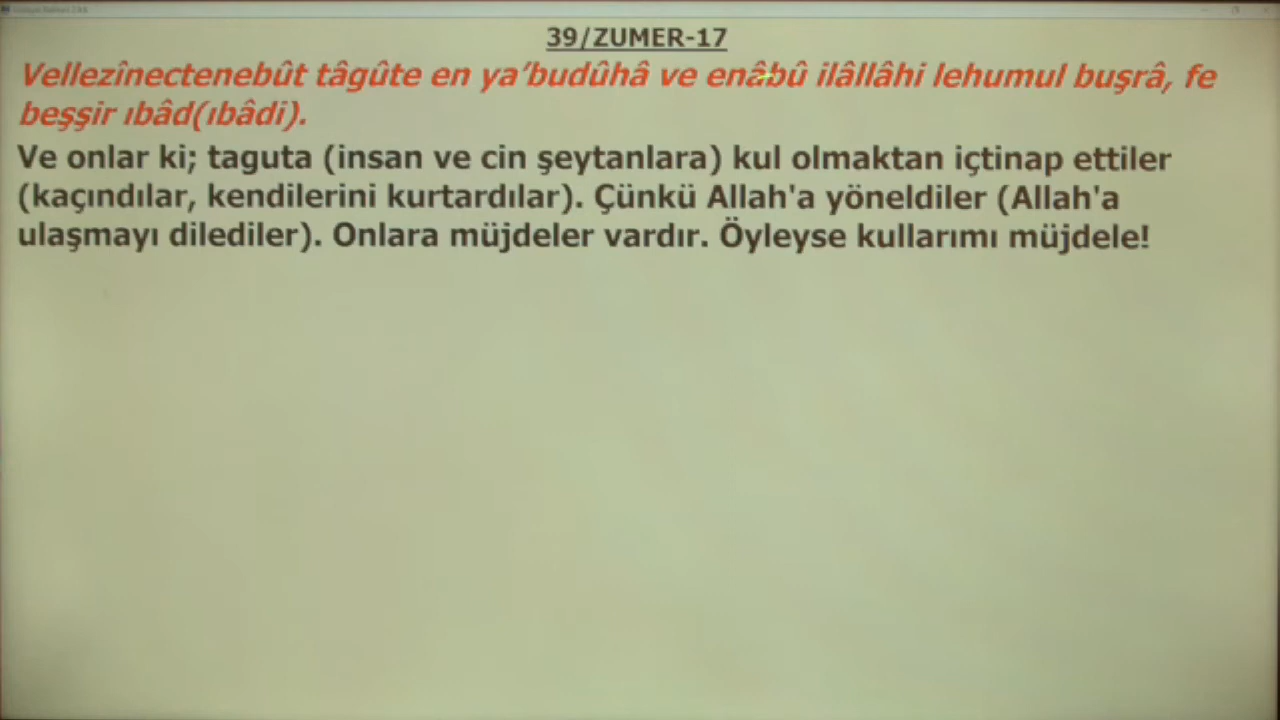 39/ZUMER-17
Vellezînectenebût tâgûte en ya’budûhâ ve enâbû ilâllâhi lehumul buşrâ, fe
beşşir ıbâd(ıbâdi).
Ve onlar ki; taguta (insan ve cin şeytanlara) kul olmaktan içtinap ettiler
(kaçındılar, kendilerini kurtardılar). Çünkü Allah'a yöneldiler (Allah'a
ulaşmayı dilediler). Onlara müjdeler vardır. Öyleyse kullarımı müjdele!